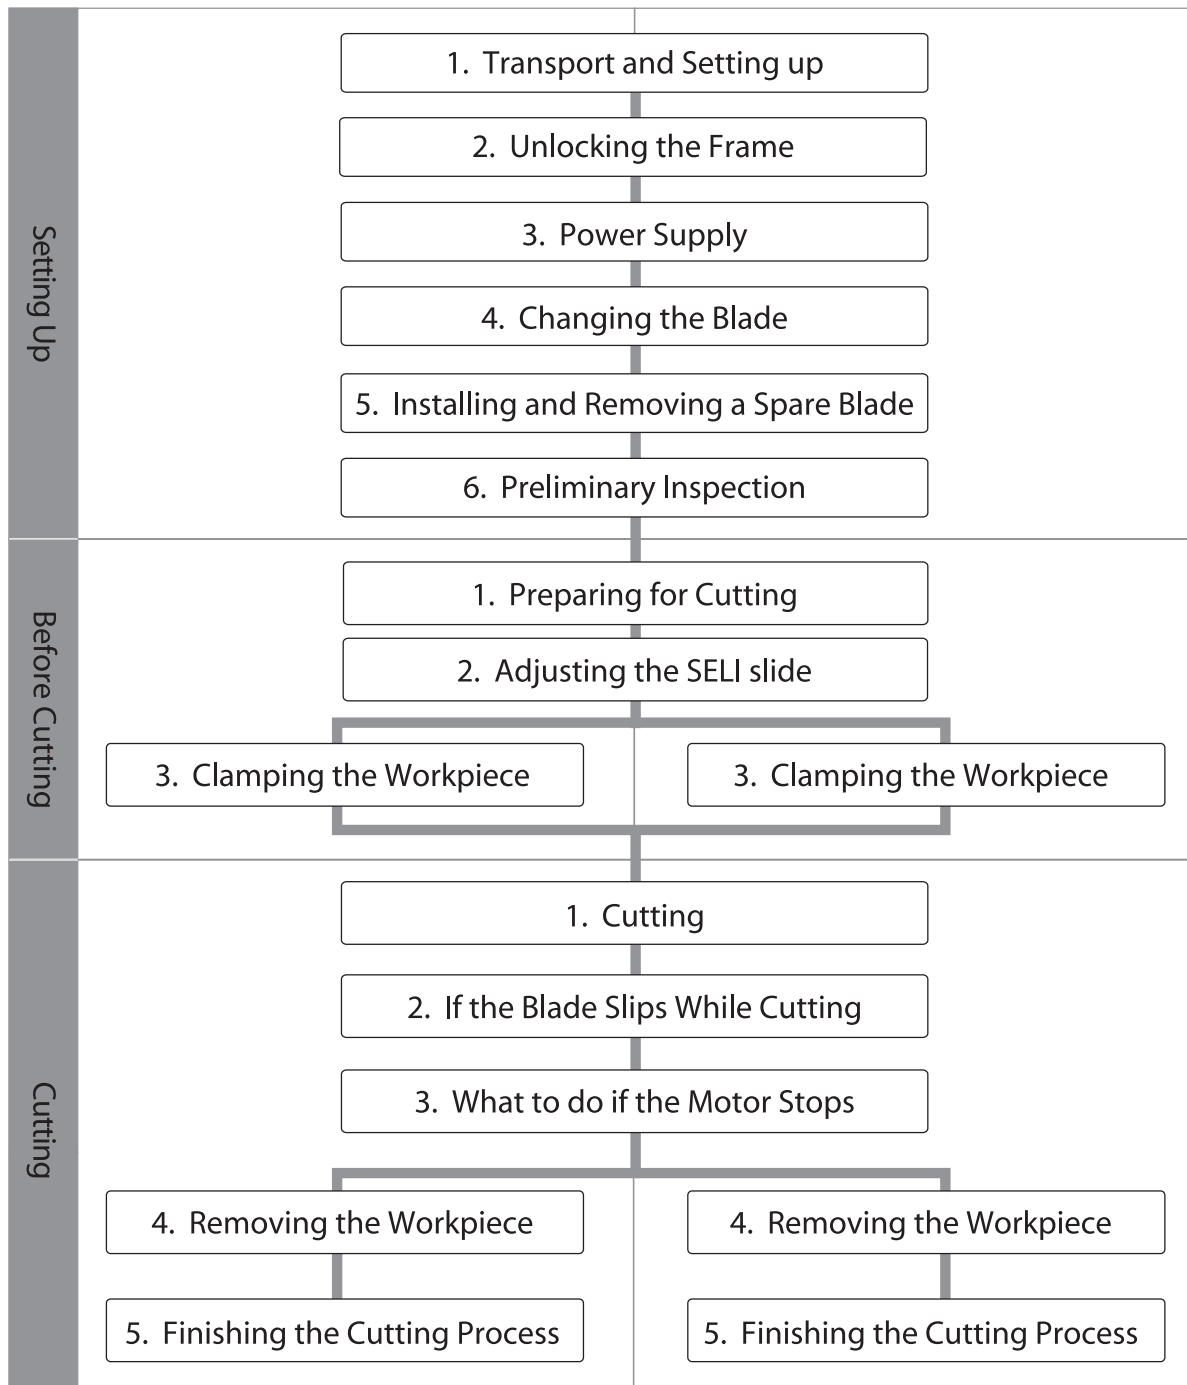 Setting Up
1. Transport and Setting up
2. Unlocking the Frame
3. Power Supply
4. Changing the Blade
5. Installing and Removing a Spare Blade
6. Preliminary Inspection
Before Cutting
1. Preparing for Cutting
2. Adjusting the SELI slide
3. Clamping the Workpiece
3. Clamping the Workpiece
Cutting
1. Cutting
2. If the Blade Slips While Cutting
3. What to do if the Motor Stops
4. Removing the Workpiece
4. Removing the Workpiece
5. Finishing the Cutting Process
5. Finishing the Cutting Process